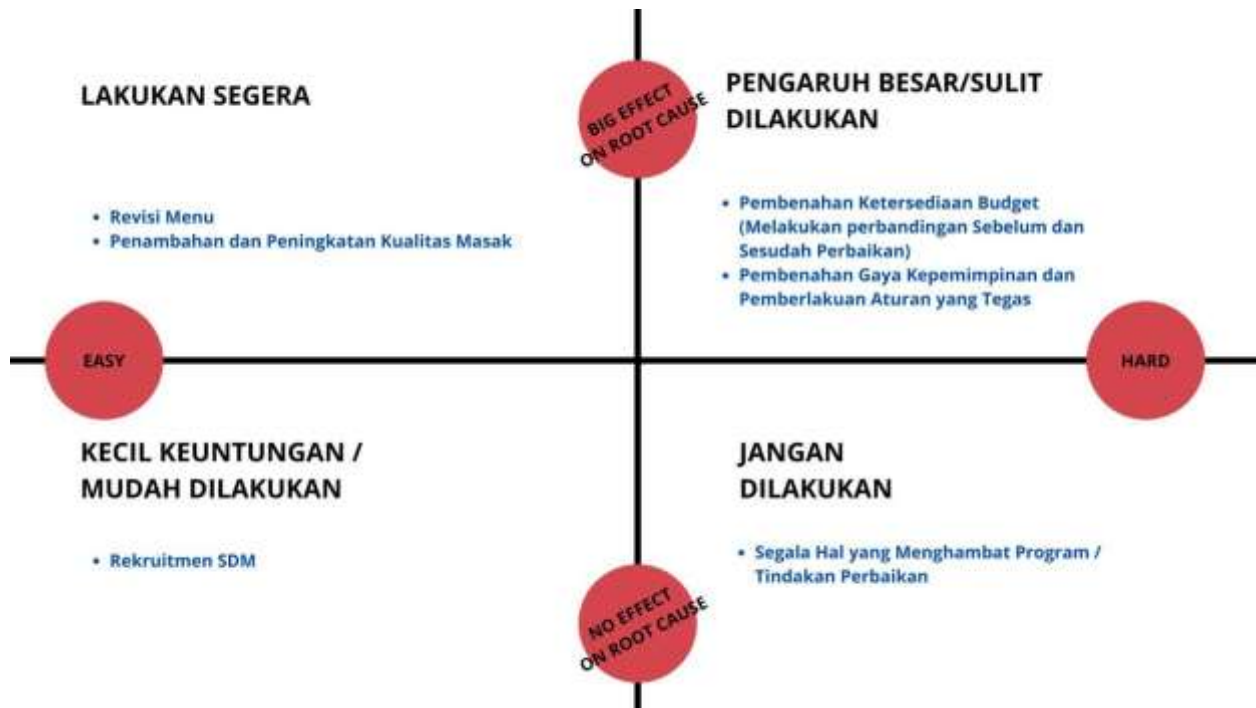 LAKUKAN SEGERA
• Revisi Menu
• Penambahan dan Peningkatan Kualitas Masak
BIG EFFECT
ON ROOT CAUSE
PENGARUH BESAR/SULIT
DILAKUKAN
• Pembenahan Ketersediaan Budget
(Melakukan perbandingan Sebelum dan
Sesudah Perbaikan)
• Pembenahan Gaya Kepemimpinan dan
Pemberlakuan Aturan yang Tegas
EASY
HARD
KECIL KEUNTUNGAN /
MUDAH DILAKUKAN
• Rekruitmen SDM
NO EFFECT
ON ROOT CAUSE
JANGAN
DILAKUKAN
• Segala Hal yang Menghambat Program /
Tindakan Perbaikan